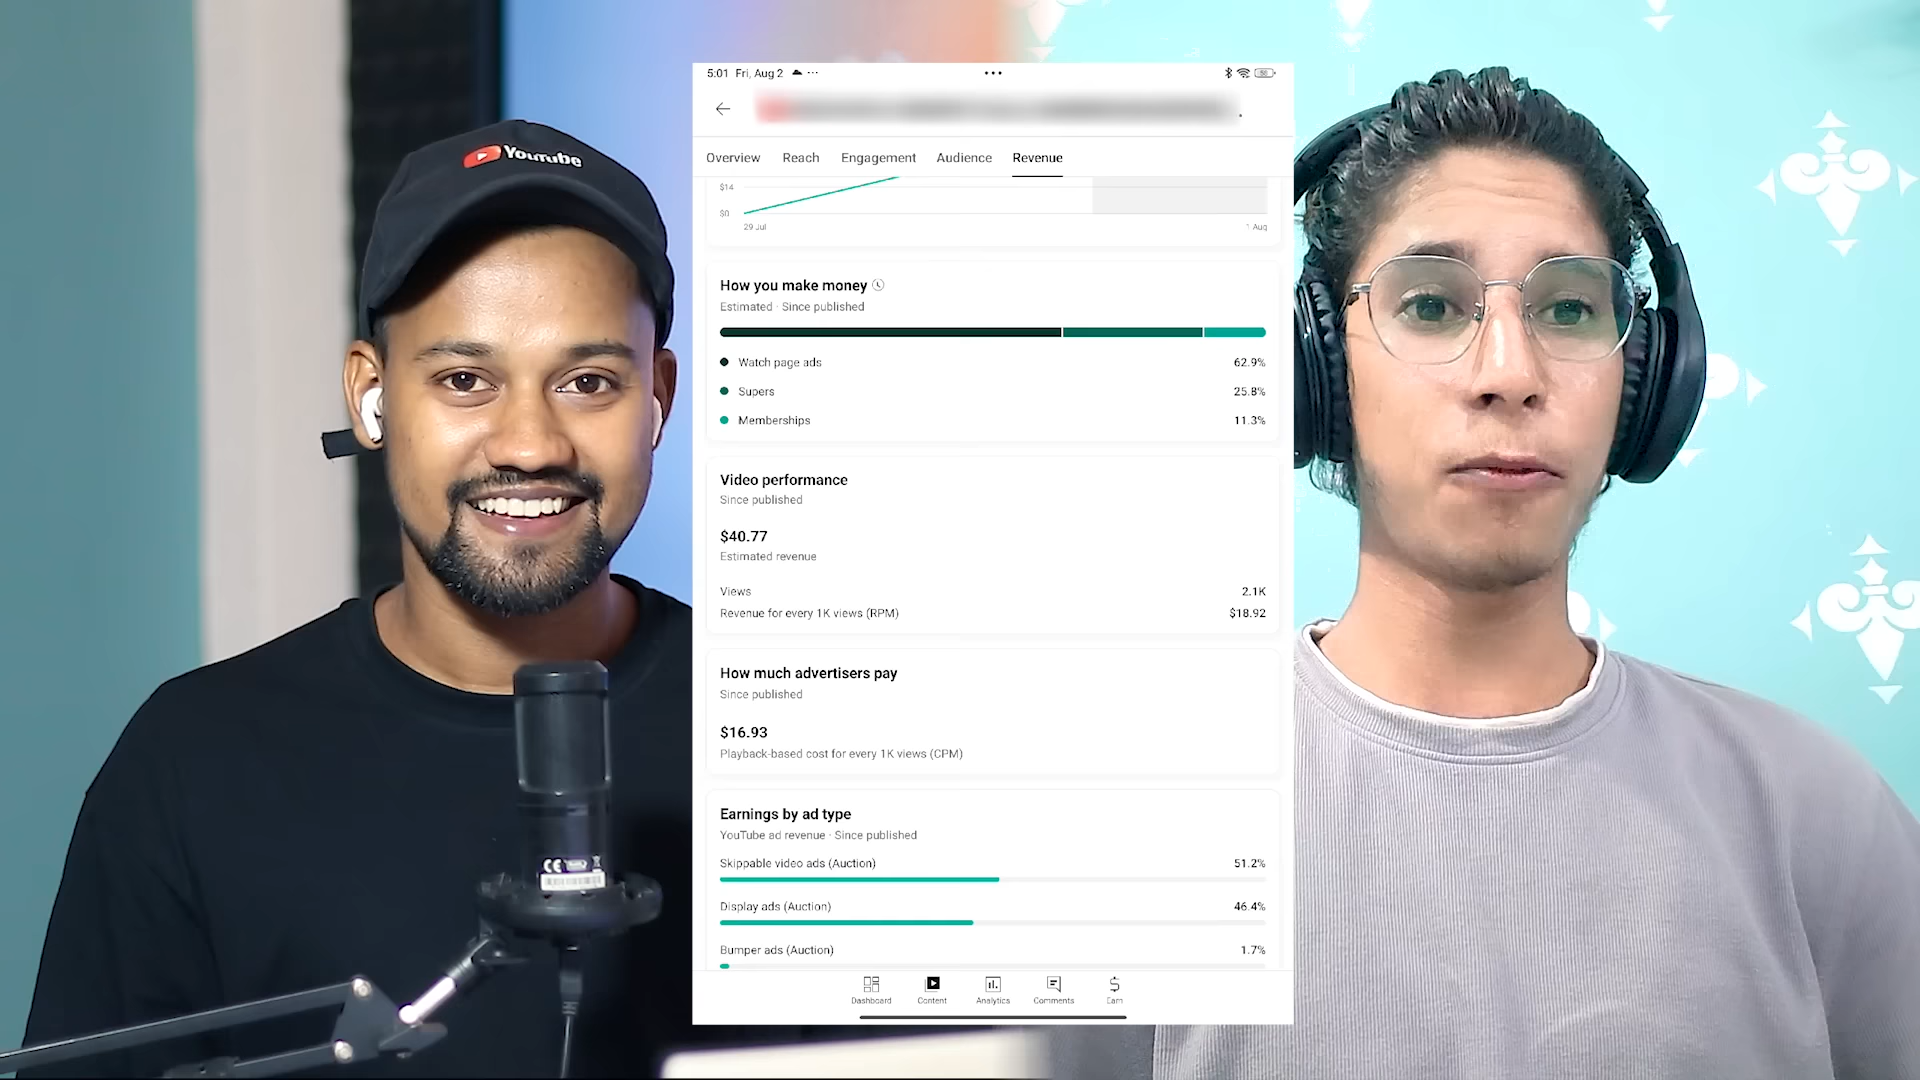 YouTube
5:01 Fri, Aug 2
Overview Reach Engagement Audience Revenue
$14
$0
29 Jul 1 Aug
How you make money
Estimated · Since published
Watch page ads 62.9%
Supers 25.8%
Memberships 11.3%
Video performance
Since published
$40.77
Estimated revenue
Views 2.1K
Revenue for every 1K views (RPM) $18.92
How much advertisers pay
Since published
$16.93
Playback-based cost for every 1K views (CPM)
Earnings by ad type
YouTube ad revenue · Since published
Skippable video ads (Auction) 51.2%
Display ads (Auction) 46.4%
Bumper ads (Auction) 1.7%
Dashboard Content Analytics Comments Earn
CE